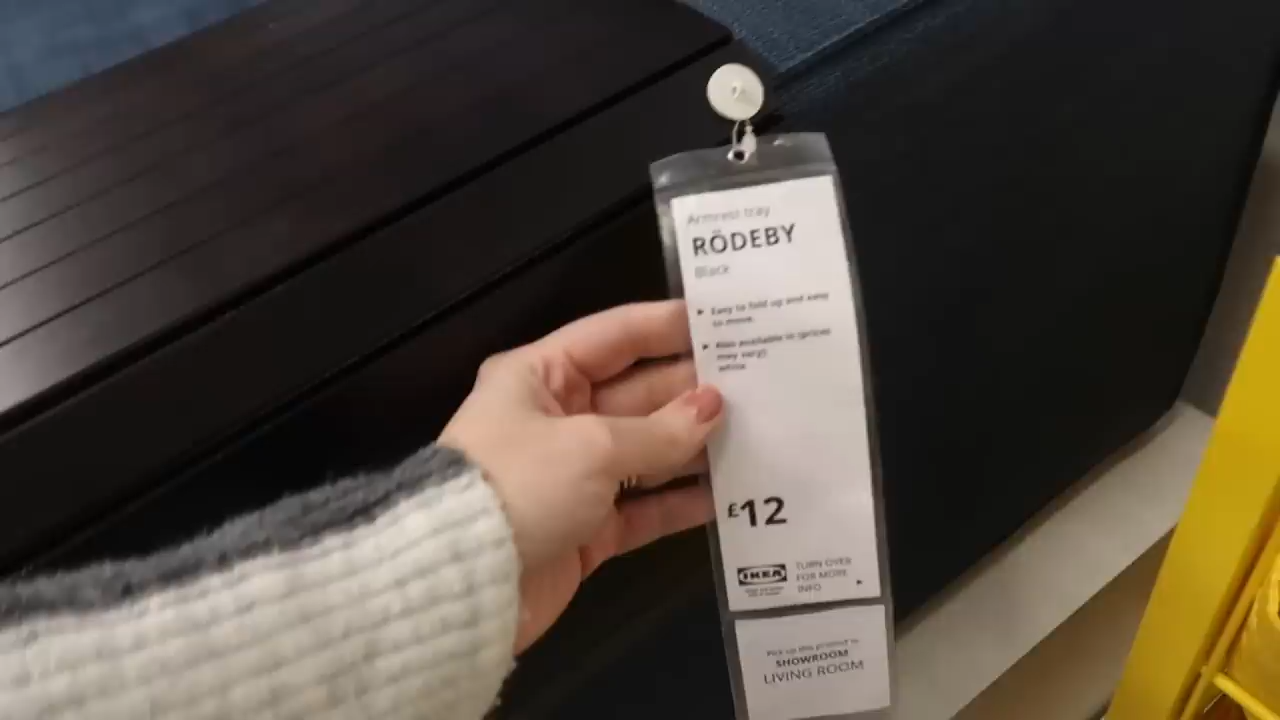 Armrest tray
RÖDEBY
Black
Easy to fold up and easy
to move.
Also available in (prices
may vary):
white
£12
IKEA
TURN OVER
FOR MORE
INFO
Pick up this product in
SHOWROOM
LIVING ROOM